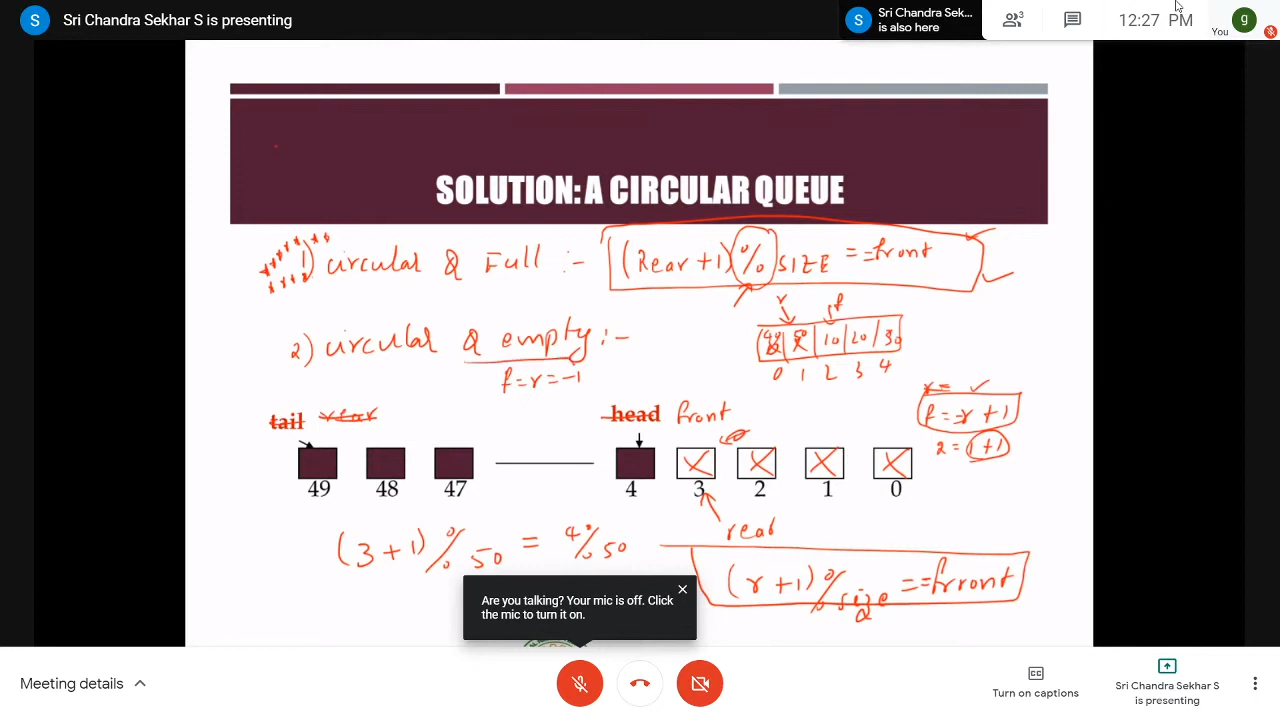 S Sri Chandra Sekhar S is presenting
S Sri Chandra Sek...
is also here
3
12:27 PM
You
g
SOLUTION: A CIRCULAR QUEUE
1) circular Q Full :- (Rear +1) % SIZE ==front
r f
40 50 10 20 30
0 1 2 3 4
2) circular Q empty :-
f=r=-1
f==r+1
2 = 1+1
tail rear
head front
49 48 47 4 3 2 1 0
rear
(3+1) % 50 = 4 % 50
(r+1) % size ==front
Are you talking? Your mic is off. Click
the mic to turn it on.
Meeting details
Turn on captions
Sri Chandra Sekhar S
is presenting